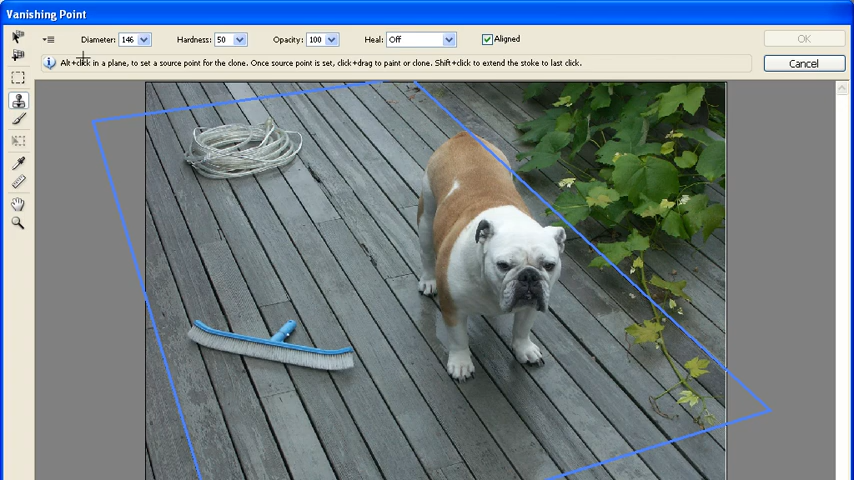 Vanishing Point
Diameter: 146 Hardness: 50 Opacity: 100 Heal: Off Aligned OK
Alt+click in a plane, to set a source point for the clone. Once source point is set, click+drag to paint or clone. Shift+click to extend the stoke to last click. Cancel